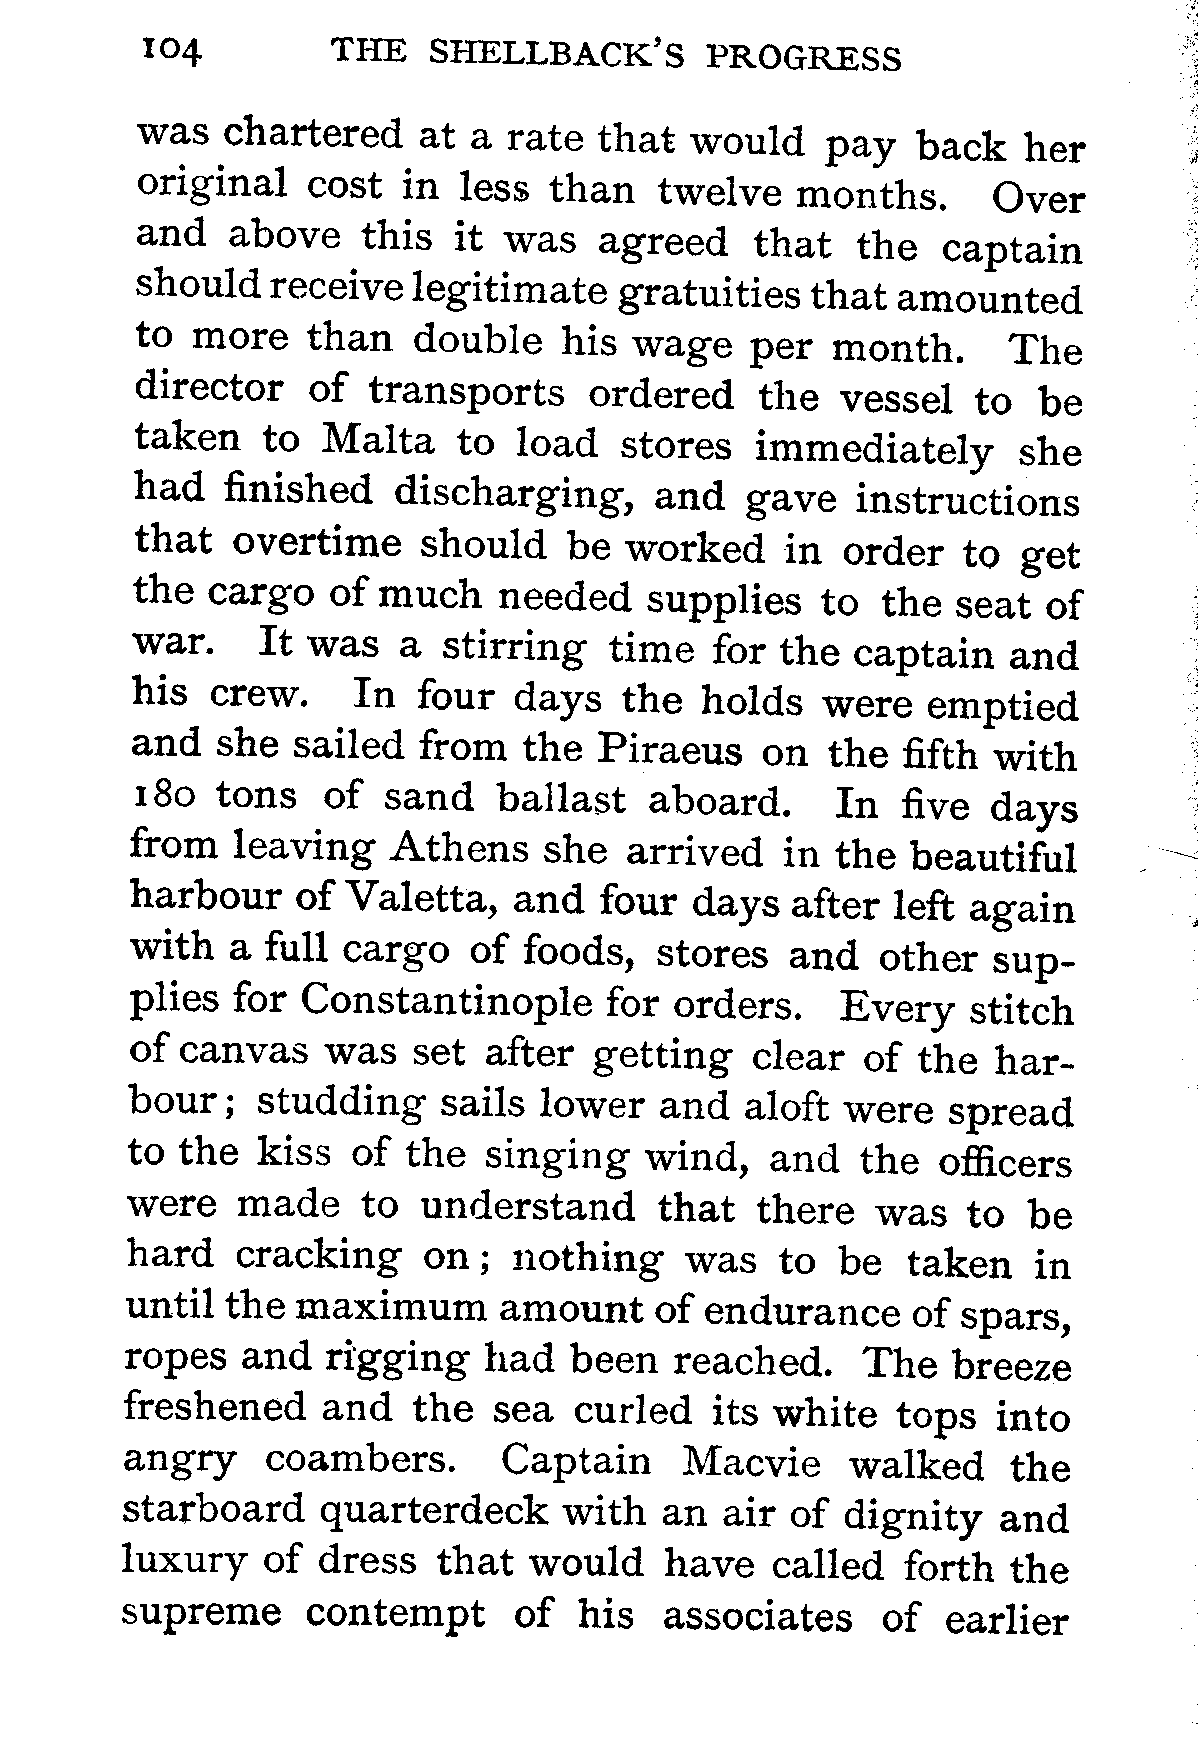 104 THE SHELLBACK'S PROGRESS
was chartered at a rate that would pay back her
original cost in less than twelve months. Over
and above this it was agreed that the captain
should receive legitimate gratuities that amounted
to more than double his wage per month. The
director of transports ordered the vessel to be
taken to Malta to load stores immediately she
had finished discharging, and gave instructions
that overtime should be worked in order to get
the cargo of much needed supplies to the seat of
war. It was a stirring time for the captain and
his crew. In four days the holds were emptied
and she sailed from the Piraeus on the fifth with
180 tons of sand ballast aboard. In five days
from leaving Athens she arrived in the beautiful
harbour of Valetta, and four days after left again
with a full cargo of foods, stores and other sup-
plies for Constantinople for orders. Every stitch
of canvas was set after getting clear of the har-
bour; studding sails lower and aloft were spread
to the kiss of the singing wind, and the officers
were made to understand that there was to be
hard cracking on; nothing was to be taken in
until the maximum amount of endurance of spars,
ropes and rigging had been reached. The breeze
freshened and the sea curled its white tops into
angry coambers. Captain Macvie walked the
starboard quarterdeck with an air of dignity and
luxury of dress that would have called forth the
supreme contempt of his associates of earlier